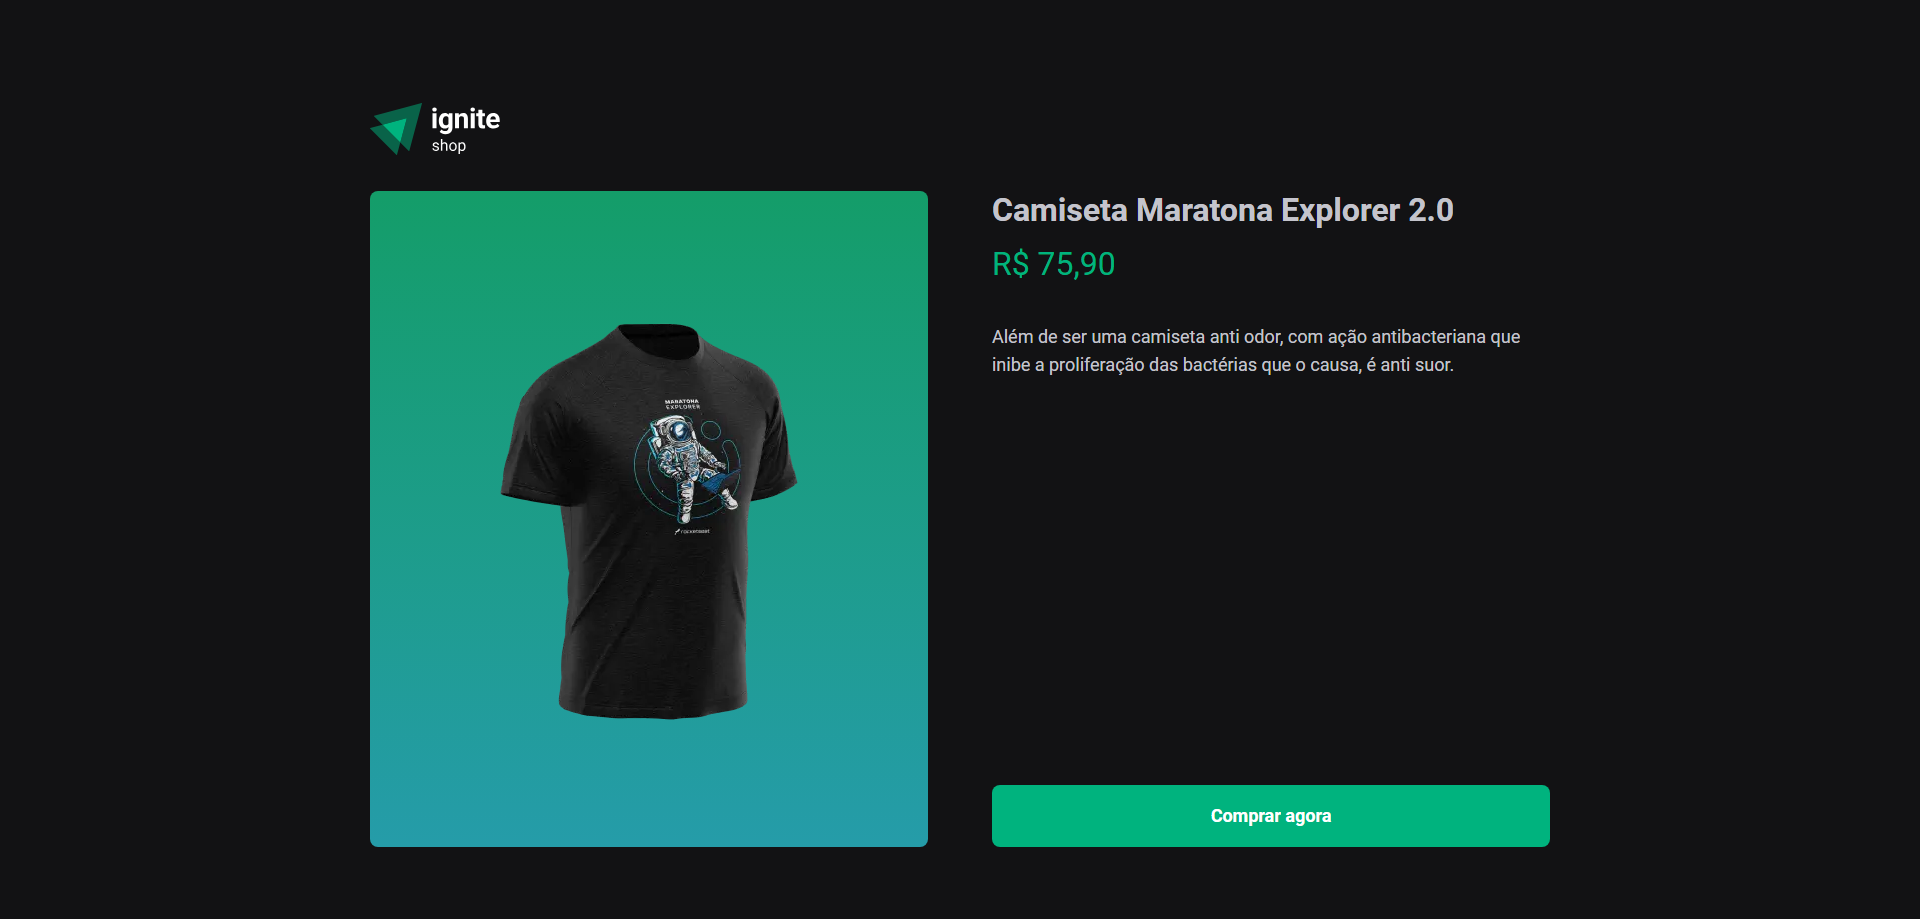 ignite
shop
Camiseta Maratona Explorer 2.0
R$ 75,90
Além de ser uma camiseta anti odor, com ação antibacteriana que
inibe a proliferação das bactérias que o causa, é anti suor.
MARATONA
EXPLORER
Comprar agora